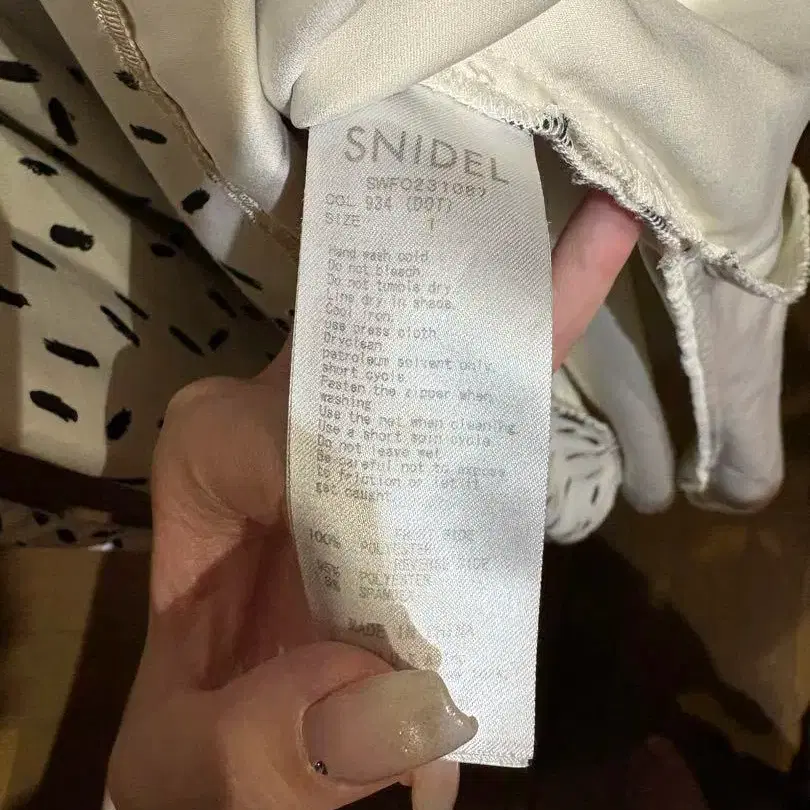 SNIDEL
SWFO231089
COL 934 (DOT)
SIZE 1
Hand wash cold
Do not bleach
Do not tumble dry
Line dry in shade.
Cool iron.
use press cloth.
Dryclean
petroleum solvent only.
short cycle.
Fasten the zipper when
washing
Use the net when cleaning
Use a short spin cycle
Do not leave wet
Be careful not to expose
to friction or let it
get caught
SIDE
100% POLYESTER
REVERSE SIDE
95% POLYESTER
SPANDEX
MADE IN CHINA